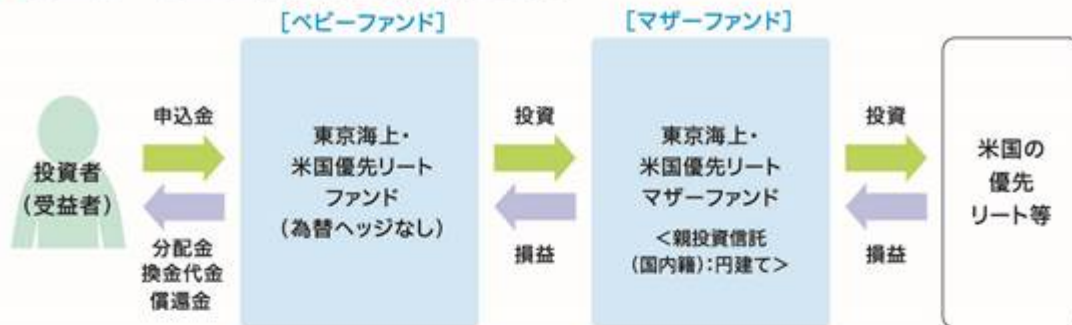 [ベビーファンド]
[マザーファンド]
投資者
(受益者)
申込金
分配金
換金代金
償還金
東京海上・
米国優先リート
ファンド
(為替ヘッジなし)
投資
損益
東京海上・
米国優先リート
マザーファンド
<親投資信託
(国内籍):円建て>
投資
損益
米国の
優先
リート等